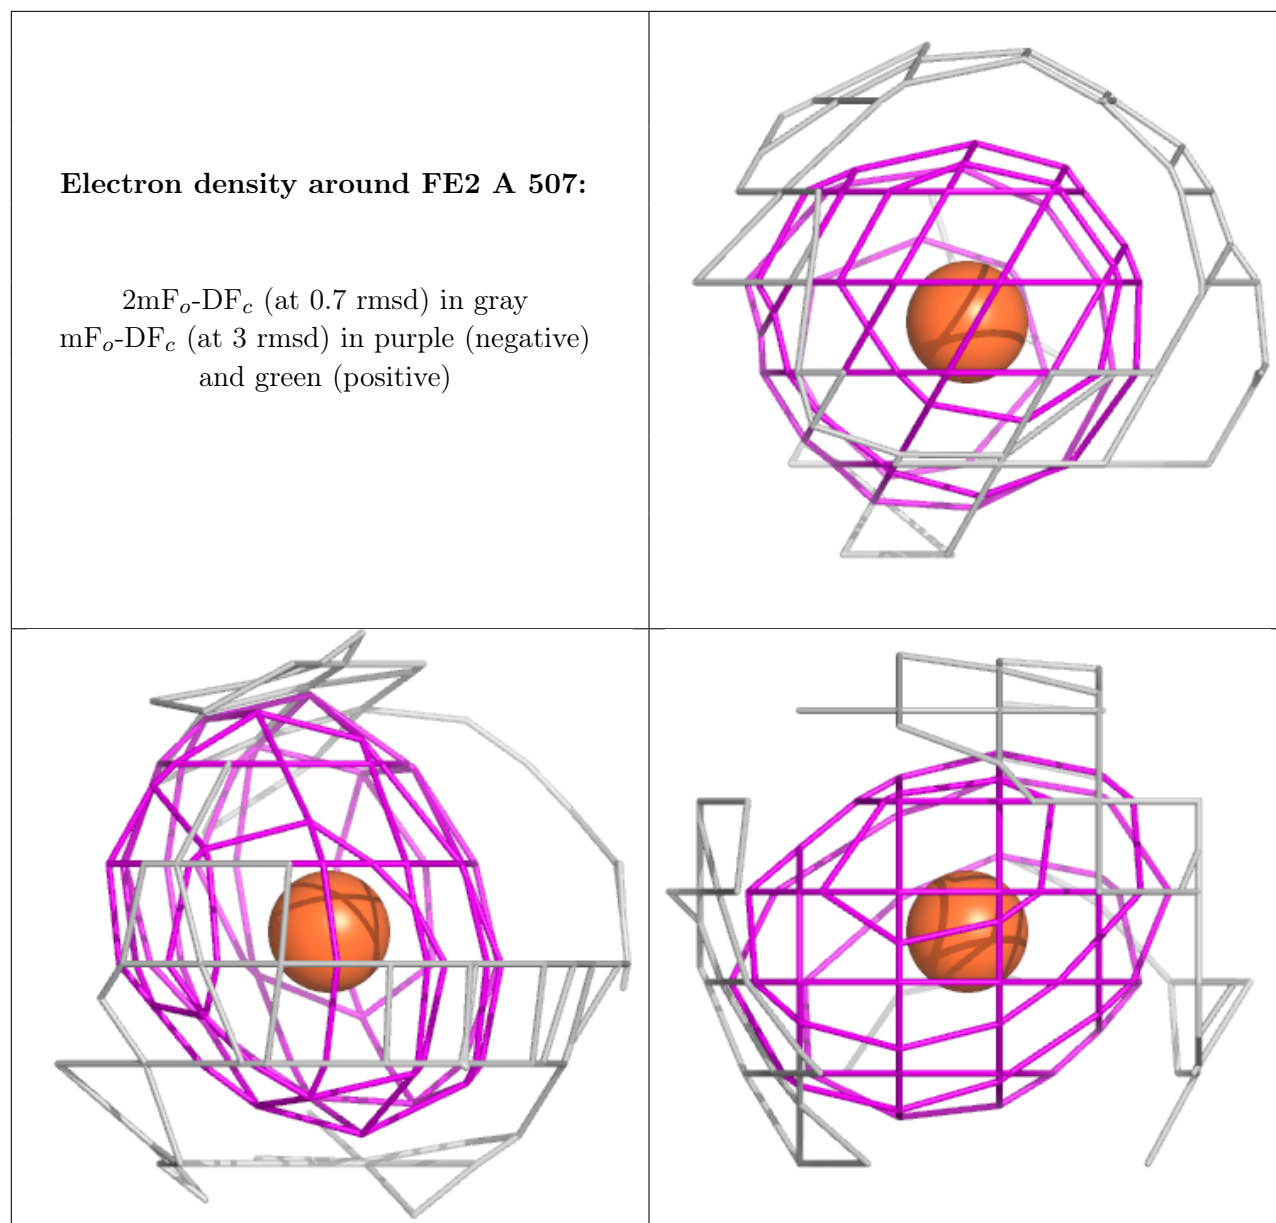 Electron density around FE2 A 507:
2mFₒ-DF𝑐 (at 0.7 rmsd) in gray
mFₒ-DF𝑐 (at 3 rmsd) in purple (negative)
and green (positive)